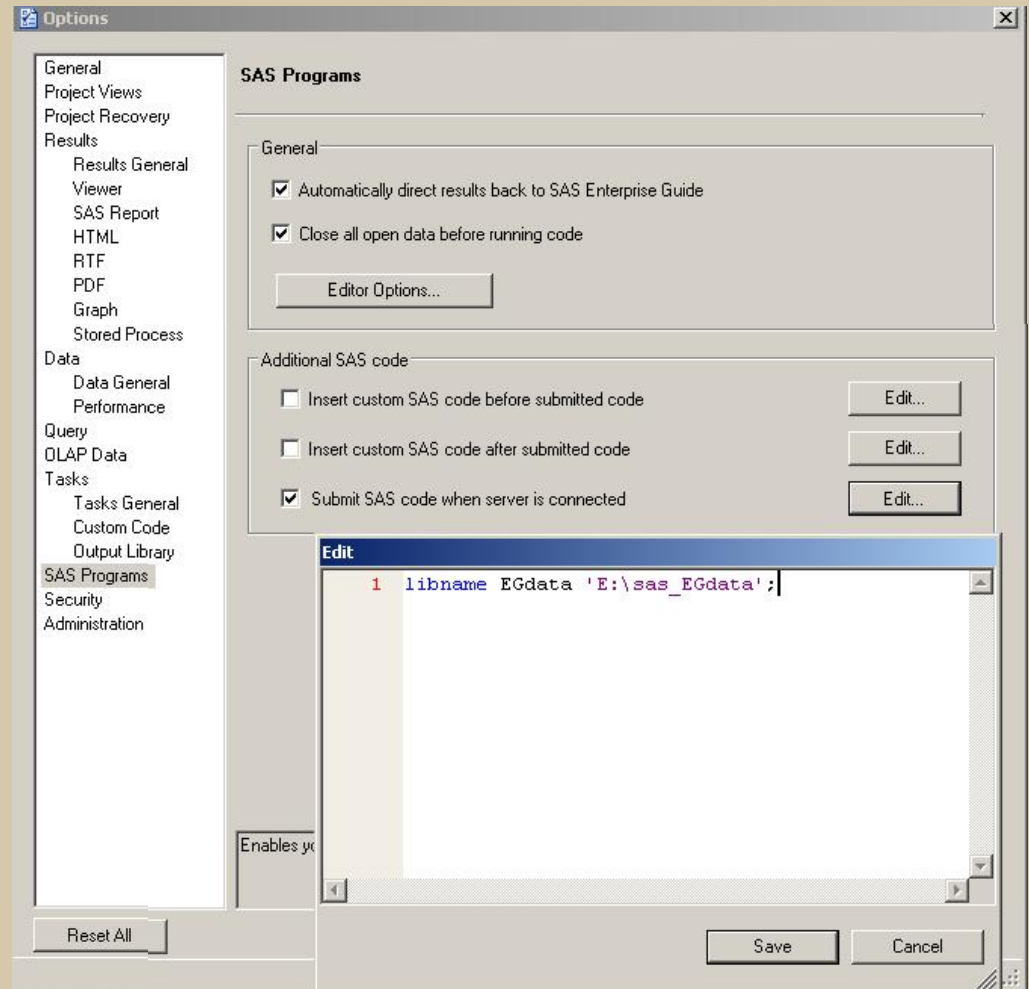 Options
General
Project Views
Project Recovery
Results
Results General
Viewer
SAS Report
HTML
RTF
PDF
Graph
Stored Process
Data
Data General
Performance
Query
OLAP Data
Tasks
Tasks General
Custom Code
Output Library
SAS Programs
Security
Administration
Reset All
SAS Programs
General
Automatically direct results back to SAS Enterprise Guide
Close all open data before running code
Editor Options...
Additional SAS code
Insert custom SAS code before submitted code Edit...
Insert custom SAS code after submitted code Edit...
Submit SAS code when server is connected Edit...
Enables
Edit
1 libname EGdata 'E:\sas_EGdata';
Save Cancel